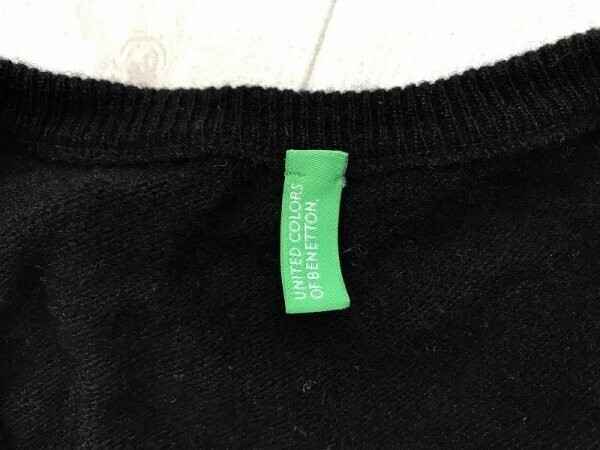 UNITED COLORS
OF BENETTON.